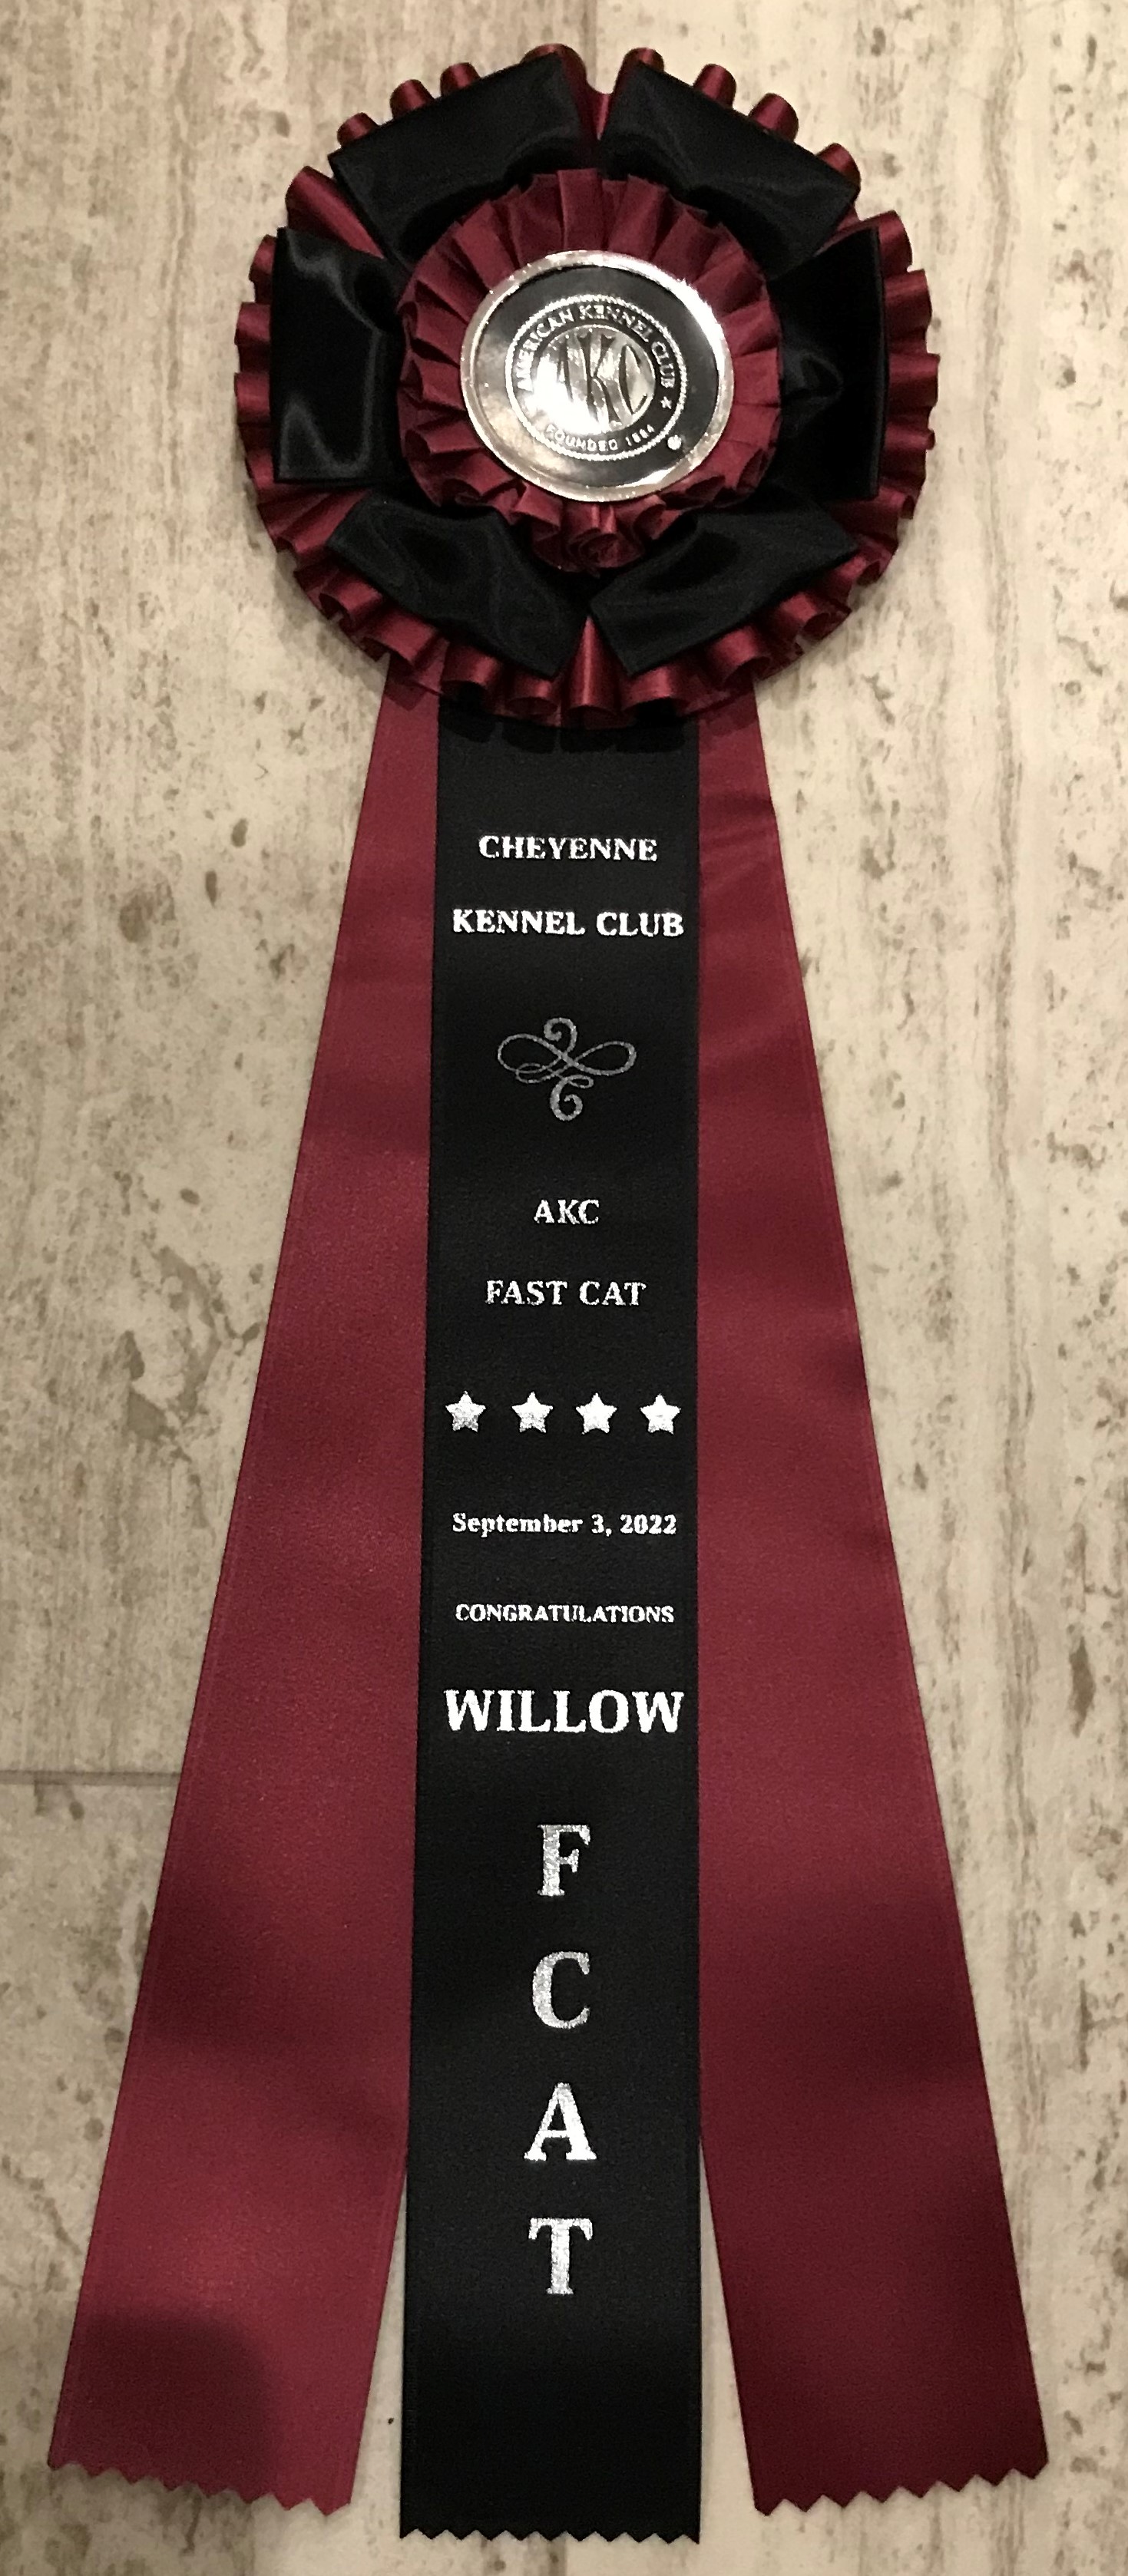 AMERICAN KENNEL CLUB
AKC
FOUNDED 1884
CHEYENNE
KENNEL CLUB
AKC
FAST CAT
September 3, 2022
CONGRATULATIONS
WILLOW
F
C
A
T